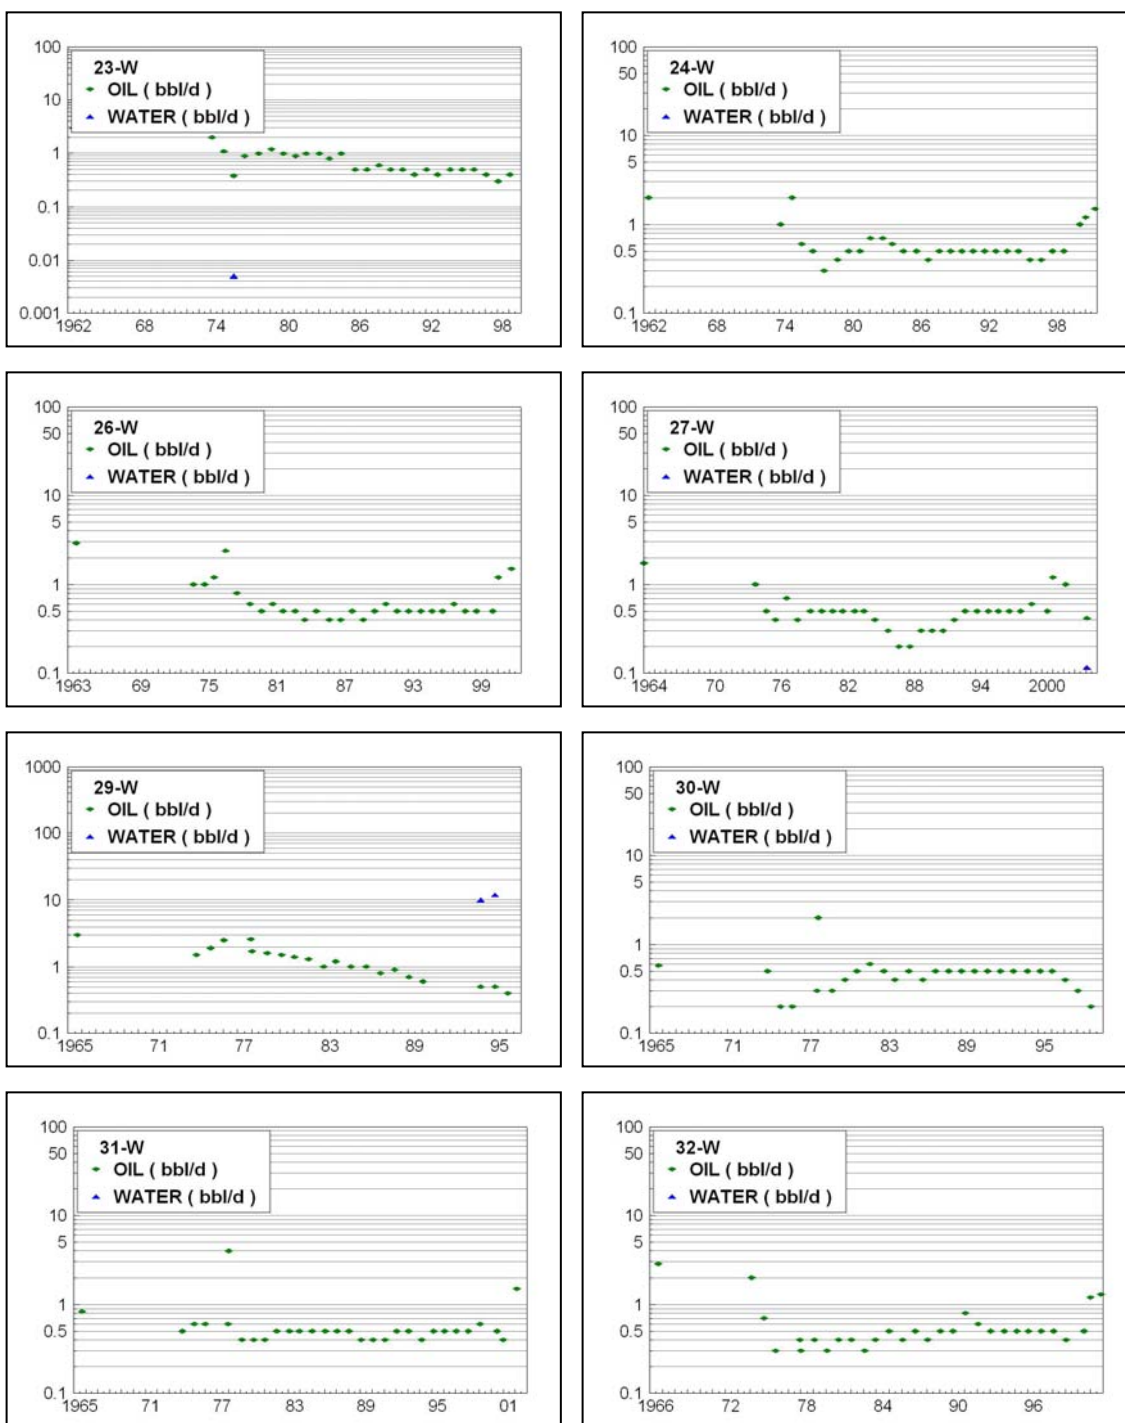 23-W
OIL ( bbl/d )
WATER ( bbl/d )
100
10
1
0.1
0.01
0.001
1962 68 74 80 86 92 98
24-W
OIL ( bbl/d )
WATER ( bbl/d )
100
50
10
5
1
0.5
0.1
1962 68 74 80 86 92 98
26-W
OIL ( bbl/d )
WATER ( bbl/d )
100
50
10
5
1
0.5
0.1
1963 69 75 81 87 93 99
27-W
OIL ( bbl/d )
WATER ( bbl/d )
100
50
10
5
1
0.5
0.1
1964 70 76 82 88 94 2000
29-W
OIL ( bbl/d )
WATER ( bbl/d )
1000
100
10
1
0.1
1965 71 77 83 89 95
30-W
OIL ( bbl/d )
WATER ( bbl/d )
100
50
10
5
1
0.5
0.1
1965 71 77 83 89 95
31-W
OIL ( bbl/d )
WATER ( bbl/d )
100
50
10
5
1
0.5
0.1
1965 71 77 83 89 95 01
32-W
OIL ( bbl/d )
WATER ( bbl/d )
100
50
10
5
1
0.5
0.1
1966 72 78 84 90 96